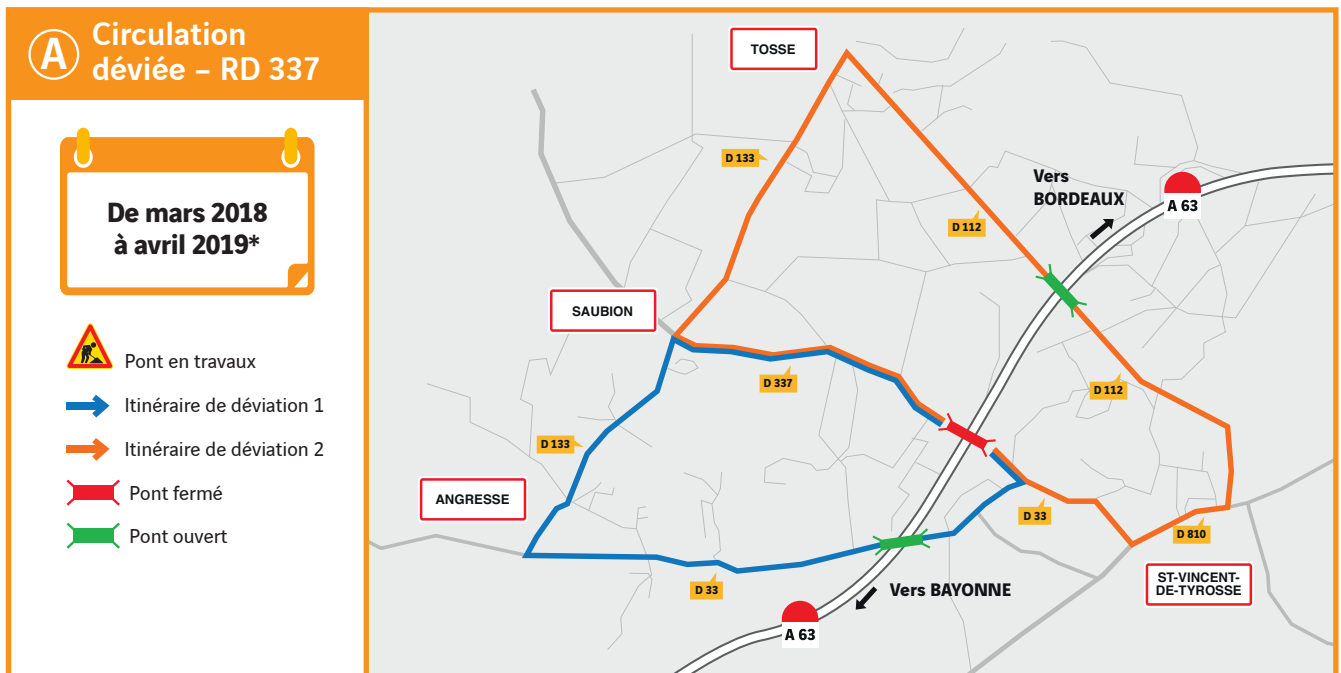 A
Circulation
déviée – RD 337
De mars 2018
à avril 2019*
Pont en travaux
Itinéraire de déviation 1
Itinéraire de déviation 2
Pont fermé
Pont ouvert
TOSSE
D 133
Vers
BORDEAUX
A 63
D 112
SAUBION
D 337
D 112
D 133
ANGRESSE
D 33
D 810
ST-VINCENT-
DE-TYROSSE
D 33
Vers BAYONNE
A 63